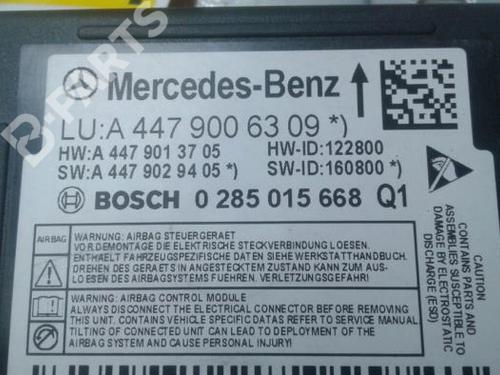 Mercedes-Benz
LU:A 447 900 63 09 *)
HW:A 447 901 37 05 HW-ID:122800
SW:A 447 902 94 05 *) SW-ID:160800 *)
BOSCH 0 285 015 668 Q1
AIRBAG
WARNUNG: AIRBAG STEUERGERAET
VOR DEMONTAGE DIE ELEKTRISCHE STECKVERBINDUNG LOESEN.
ENTHAELT FAHRZEUGSPEZIFISCHE DATEN SIEHE WERKSTATTHANDBUCH.
DREHEN DES GERAETS IN ANGESTECKTEM ZUSTAND KANN ZUM AUS-
LOESEN DES AIRBAGSYSTEMS FUEHREN. VERLETZUNGSGEFAHR!
WARNING: AIRBAG CONTROL MODULE
ALWAYS DISCONNECT THE ELECTRICAL CONNECTOR BEFORE REMOVING
THIS UNIT. CONTAINS VEHICLE SPECIFIC DATA REFER TO SERVICE MANUAL
TILTING OF CONNECTED UNIT CAN LEAD TO DEPLOYMENT OF THE
AIRBAG SYSTEM AND CAUSE PERSONAL INJURY!
CAUTION:
CONTAINS PARTS AND
ASSEMBLIES SUSCEPTIBLE TO
DAMAGE BY ELECTROSTATIC
DISCHARGE (ESD)
B-PARTS